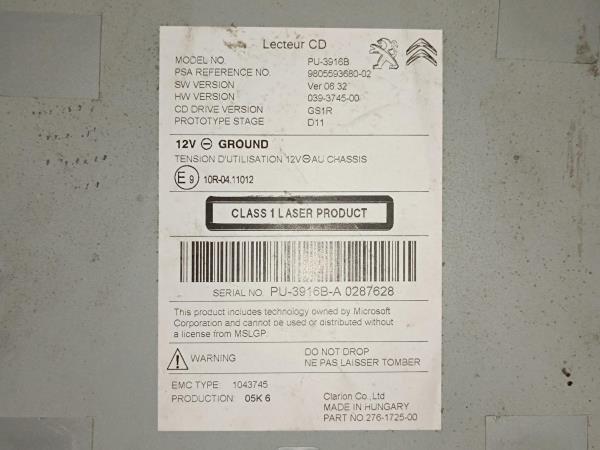 Lecteur CD
MODEL NO. PU-3916B
PSA REFERENCE NO. 9805593680-02
SW VERSION Ver 06.32
HW VERSION 039-3745-00
CD DRIVE VERSION GS1R
PROTOTYPE STAGE D11
12V ⊖ GROUND
TENSION D'UTILISATION 12V⊖AU CHASSIS
E9 10R-04.11012
CLASS 1 LASER PRODUCT
SERIAL NO. PU-3916B-A 0287628
This product includes technology owned by Microsoft
Corporation and cannot be used or distributed without
a license from MSLGP.
WARNING DO NOT DROP
NE PAS LAISSER TOMBER
EMC TYPE: 1043745
PRODUCTION: 05K 6
Clarion Co.,Ltd
MADE IN HUNGARY
PART NO.276-1725-00